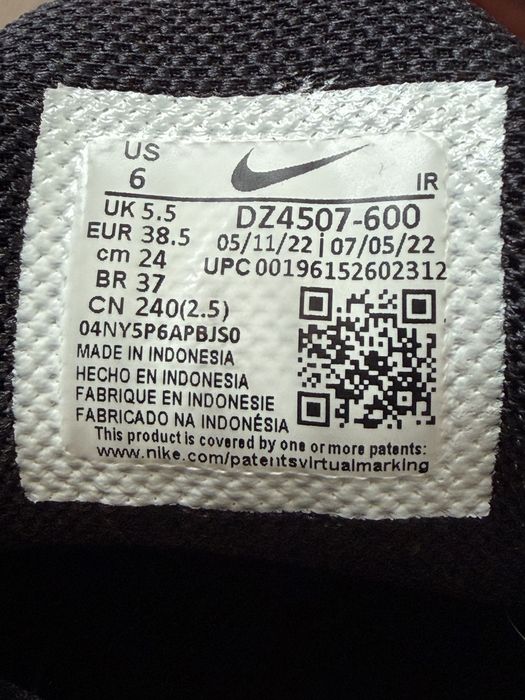 US
6
IR
UK 5.5
DZ4507-600
EUR 38.5
05/11/22 | 07/05/22
cm 24
UPC 00196152602312
BR 37
CN 240(2.5)
04NY5P6APBJS0
MADE IN INDONESIA
HECHO EN INDONESIA
FABRIQUE EN INDONESIE
FABRICADO NA INDONÉSIA
This product is covered by one or more patents:
www.nike.com/patentsvirtualmarking